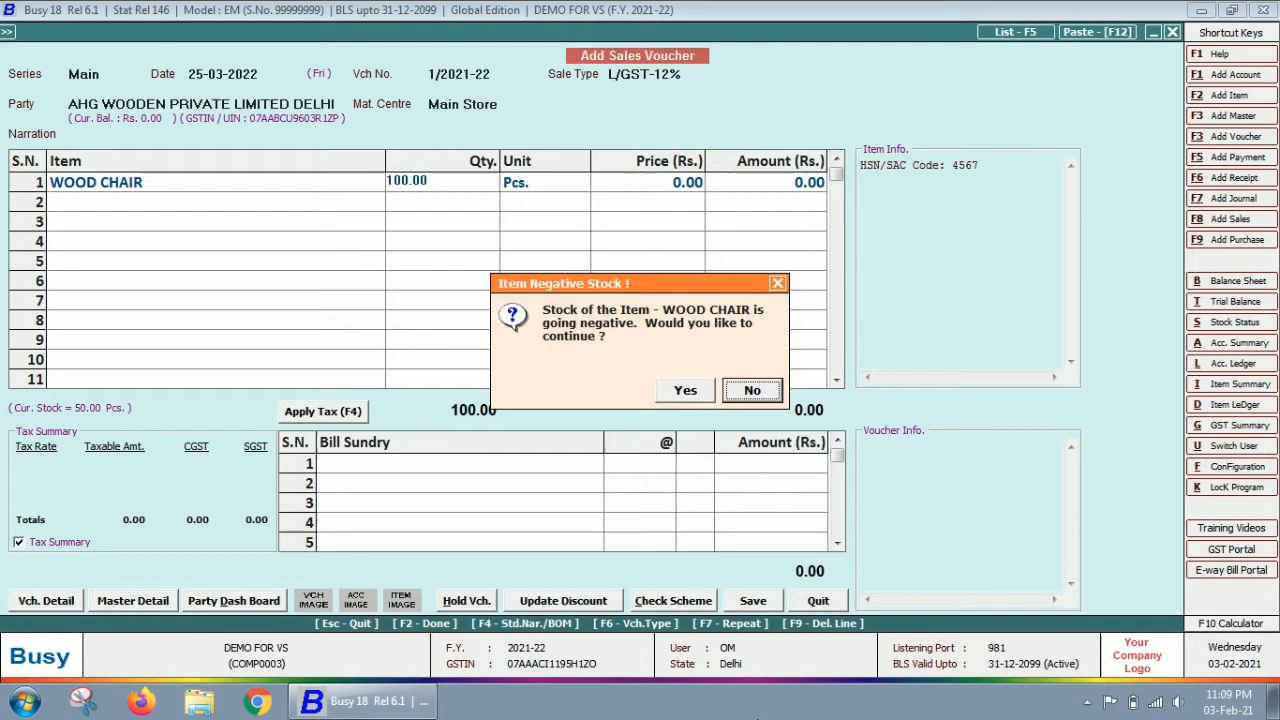 Busy 18 Rel 6.1 | Stat Rel 146 | Model : EM (S.No. 99999999) | BLS upto 31-12-2099 | Global Edition | DEMO FOR VS (F.Y. 2021-22)
>> List - F5 Paste - [F12]
Add Sales Voucher
Series Main Date 25-03-2022 (Fri) Vch No. 1/2021-22 Sale Type L/GST-12%
Party AHG WOODEN PRIVATE LIMITED DELHI Mat. Centre Main Store
( Cur. Bal. : Rs. 0.00 ) ( GSTIN / UIN : 07AABCU9603R1ZP )
Narration
S.N. Item Qty. Unit Price (Rs.) Amount (Rs.)
1 WOOD CHAIR 100.00 Pcs. 0.00 0.00
2
3
4
5
6
7
8
9
10
11
Item Info.
HSN/SAC Code: 4567
Item Negative Stock !
Stock of the Item - WOOD CHAIR is
going negative. Would you like to
continue ?
Yes No
( Cur. Stock = 50.00 Pcs. ) Apply Tax (F4) 100.00 0.00
Tax Summary
Tax Rate Taxable Amt. CGST SGST
Totals 0.00 0.00 0.00
Tax Summary
S.N. Bill Sundry @ Amount (Rs.)
1
2
3
4
5
0.00
Voucher Info.
Vch. Detail Master Detail Party Dash Board VCH IMAGE ACC IMAGE ITEM IMAGE Hold Vch. Update Discount Check Scheme Save Quit
[ Esc - Quit ] [ F2 - Done ] [ F4 - Std.Nar./BOM ] [ F6 - Vch.Type ] [ F7 - Repeat ] [ F9 - Del. Line ]
Shortcut Keys
F1 Help
F1 Add Account
F2 Add Item
F3 Add Master
F3 Add Voucher
F5 Add Payment
F6 Add Receipt
F7 Add Journal
F8 Add Sales
F9 Add Purchase
B Balance Sheet
T Trial Balance
S Stock Status
A Acc. Summary
L Acc. Ledger
I Item Summary
D Item LeDger
G GST Summary
U Switch User
F ConFiguration
K LocK Program
Training Videos
GST Portal
E-way Bill Portal
F10 Calculator
Busy
DEMO FOR VS
(COMP0003)
F.Y. : 2021-22
GSTIN : 07AAACI1195H1ZO
User : OM
State : Delhi
Listening Port : 981
BLS Valid Upto : 31-12-2099 (Active)
Your
Company
Logo
Wednesday
03-02-2021
B Busy 18 Rel 6.1 | ...
11:09 PM
03-Feb-21